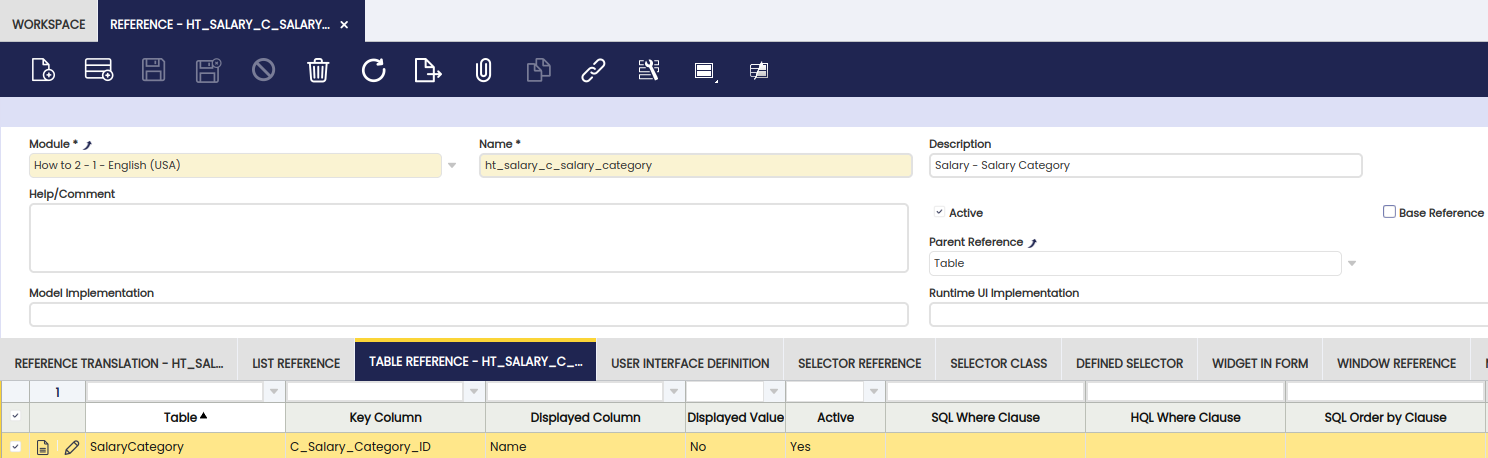 WORKSPACE REFERENCE - HT_SALARY_C_SALARY... ×
Module * Name * Description
How to 2 - 1 - English (USA) ht_salary_c_salary_category Salary - Salary Category
Help/Comment
Active Base Reference
Parent Reference
Table
Model Implementation Runtime UI Implementation
REFERENCE TRANSLATION - HT_SAL... LIST REFERENCE TABLE REFERENCE - HT_SALARY_C_... USER INTERFACE DEFINITION SELECTOR REFERENCE SELECTOR CLASS DEFINED SELECTOR WIDGET IN FORM WINDOW REFERENCE
1
Table Key Column Displayed Column Displayed Value Active SQL Where Clause HQL Where Clause SQL Order by Clause
SalaryCategory C_Salary_Category_ID Name No Yes